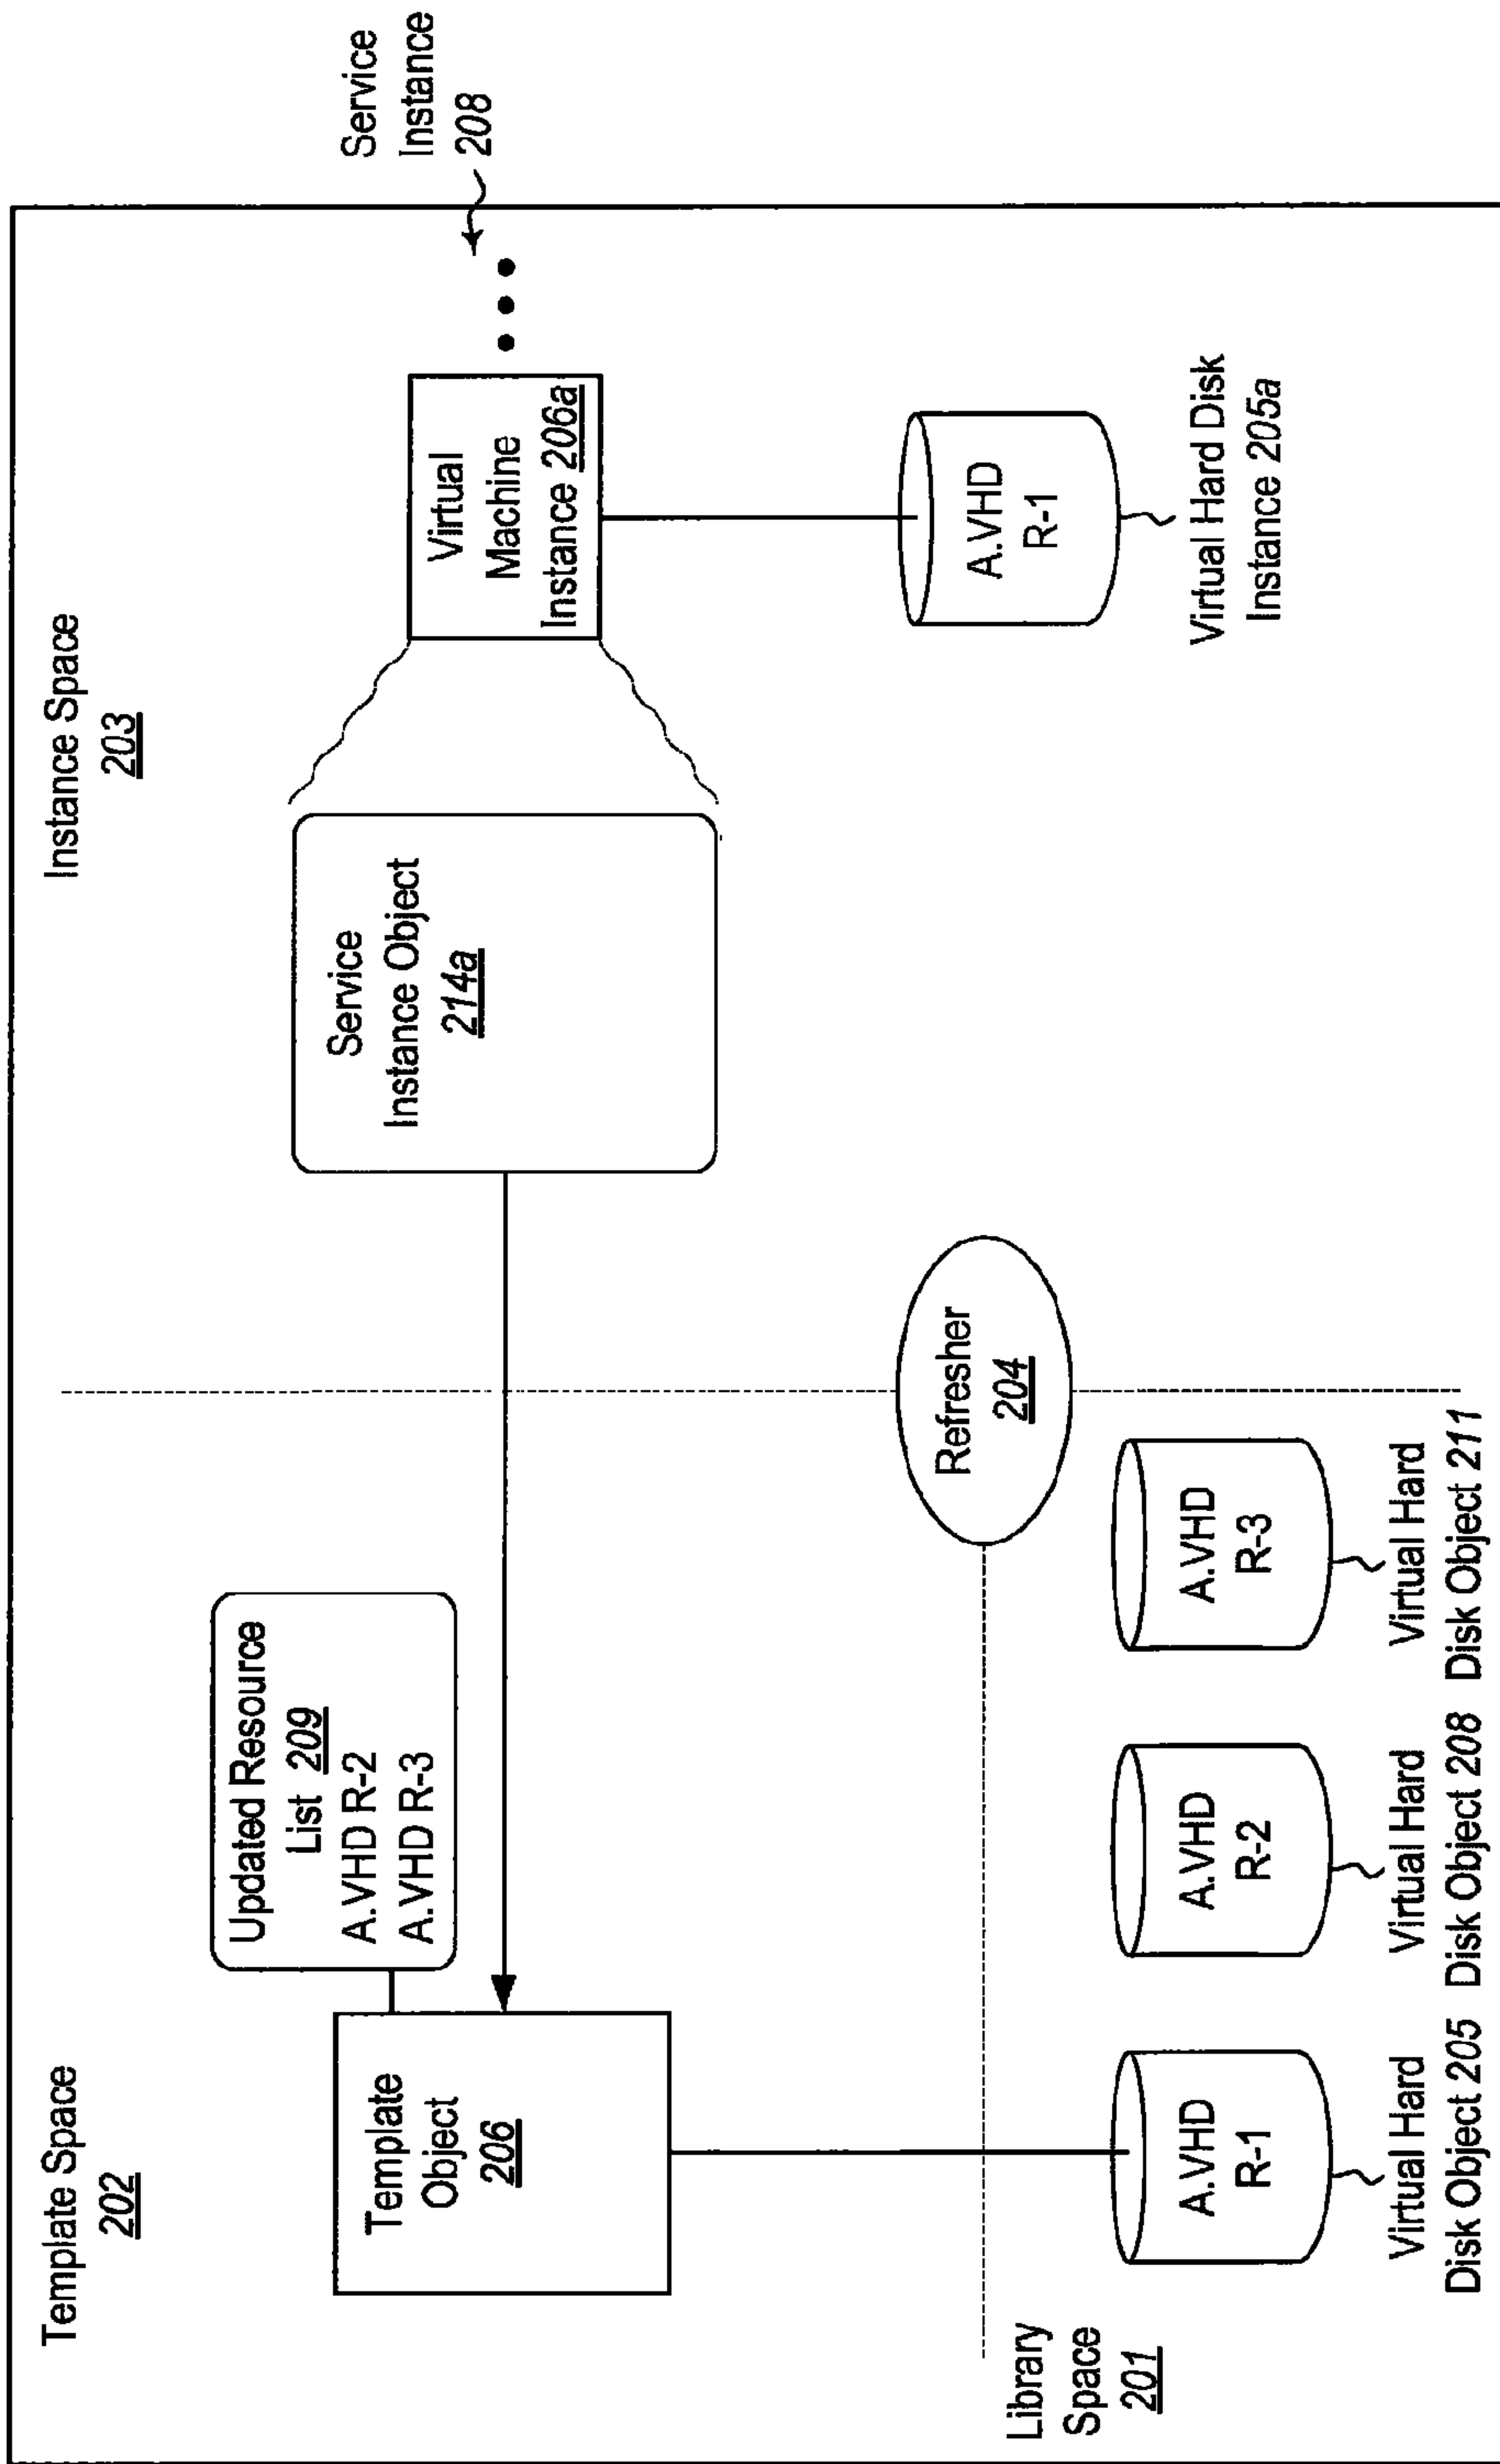 Template Space
202
Instance Space
203
Updated Resource
List 209
A.VHD R-2
A.VHD R-3
Template
Object
206
Service
Instance Object
214a
Virtual
Machine
Instance 206a
Service
Instance
208
Refresher
204
Library
Space
201
A.VHD
R-1
Virtual Hard
Disk Object 205
A.VHD
R-2
Virtual Hard
Disk Object 208
A.VHD
R-3
Virtual Hard
Disk Object 211
A.VHD
R-1
Virtual Hard Disk
Instance 205a